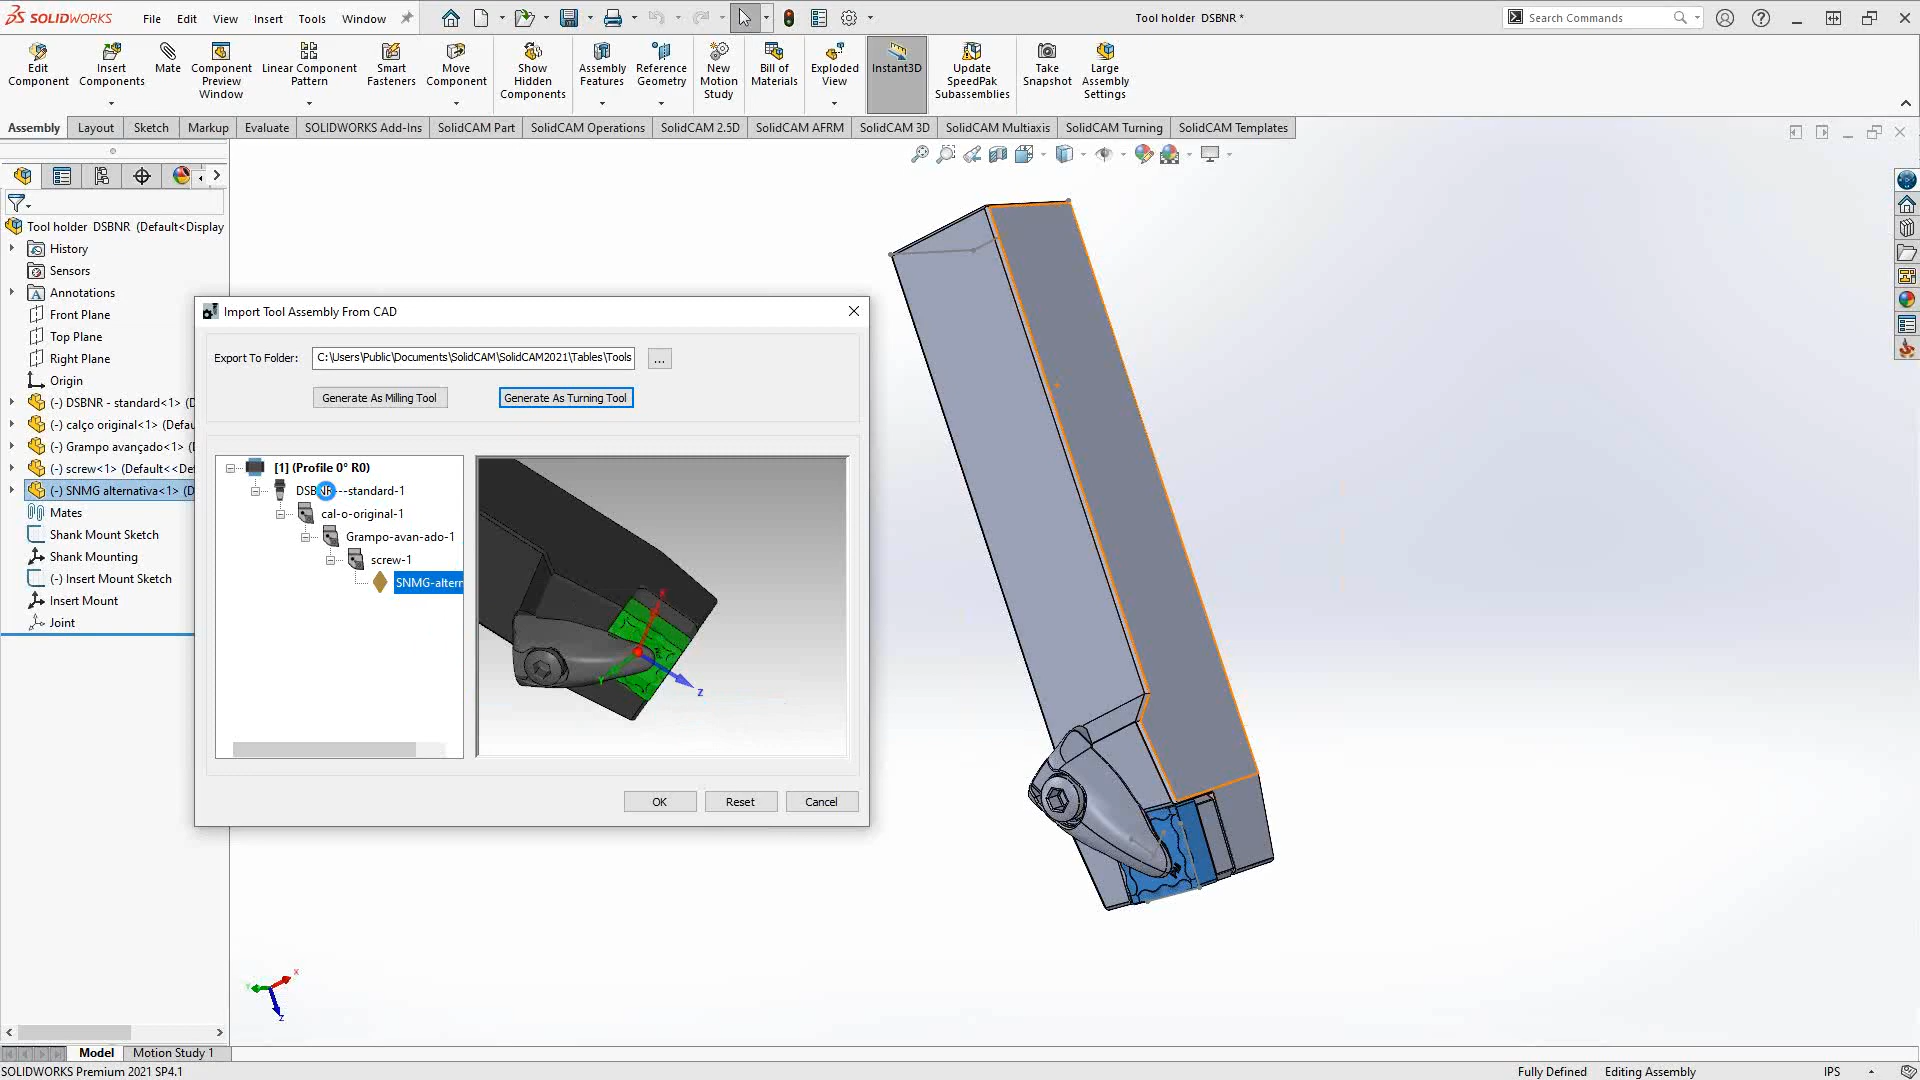 SOLIDWORKS File Edit View Insert Tools Window
Tool holder DSBNR *
Search Commands
Edit Component
Insert Components
Mate
Component Preview Window
Linear Component Pattern
Smart Fasteners
Move Component
Show Hidden Components
Assembly Features
Reference Geometry
New Motion Study
Bill of Materials
Exploded View
Instant3D
Update SpeedPak Subassemblies
Take Snapshot
Large Assembly Settings
Assembly Layout Sketch Markup Evaluate SOLIDWORKS Add-Ins SolidCAM Part SolidCAM Operations SolidCAM 2.5D SolidCAM AFRM SolidCAM 3D SolidCAM Multiaxis SolidCAM Turning SolidCAM Templates
Tool holder DSBNR (Default<Display
History
Sensors
Annotations
Front Plane
Top Plane
Right Plane
Origin
(-) DSBNR - standard<1> (D
(-) calço original<1> (Defau
(-) Grampo avançado<1> (
(-) screw<1> (Default<<Def
(-) SNMG alternativa<1> (D
Mates
Shank Mount Sketch
Shank Mounting
(-) Insert Mount Sketch
Insert Mount
Joint
Import Tool Assembly From CAD
Export To Folder: C:\Users\Public\Documents\SolidCAM\SolidCAM2021\Tables\Tools ...
Generate As Milling Tool Generate As Turning Tool
[1] (Profile 0° R0)
DSBNR---standard-1
cal-o-original-1
Grampo-avan-ado-1
screw-1
SNMG-altern
X
Y
Z
OK Reset Cancel
X
Y
Z
Model Motion Study 1
SOLIDWORKS Premium 2021 SP4.1
Fully Defined Editing Assembly IPS